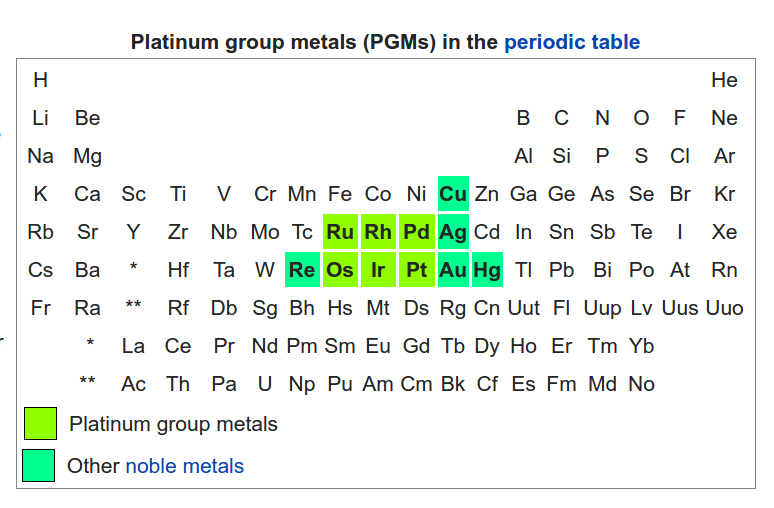 Platinum group metals (PGMs) in the periodic table
H He
Li Be B C N O F Ne
Na Mg Al Si P S Cl Ar
K Ca Sc Ti V Cr Mn Fe Co Ni Cu Zn Ga Ge As Se Br Kr
Rb Sr Y Zr Nb Mo Tc Ru Rh Pd Ag Cd In Sn Sb Te I Xe
Cs Ba * Hf Ta W Re Os Ir Pt Au Hg Tl Pb Bi Po At Rn
Fr Ra ** Rf Db Sg Bh Hs Mt Ds Rg Cn Uut Fl Uup Lv Uus Uuo
* La Ce Pr Nd Pm Sm Eu Gd Tb Dy Ho Er Tm Yb
** Ac Th Pa U Np Pu Am Cm Bk Cf Es Fm Md No
Platinum group metals
Other noble metals